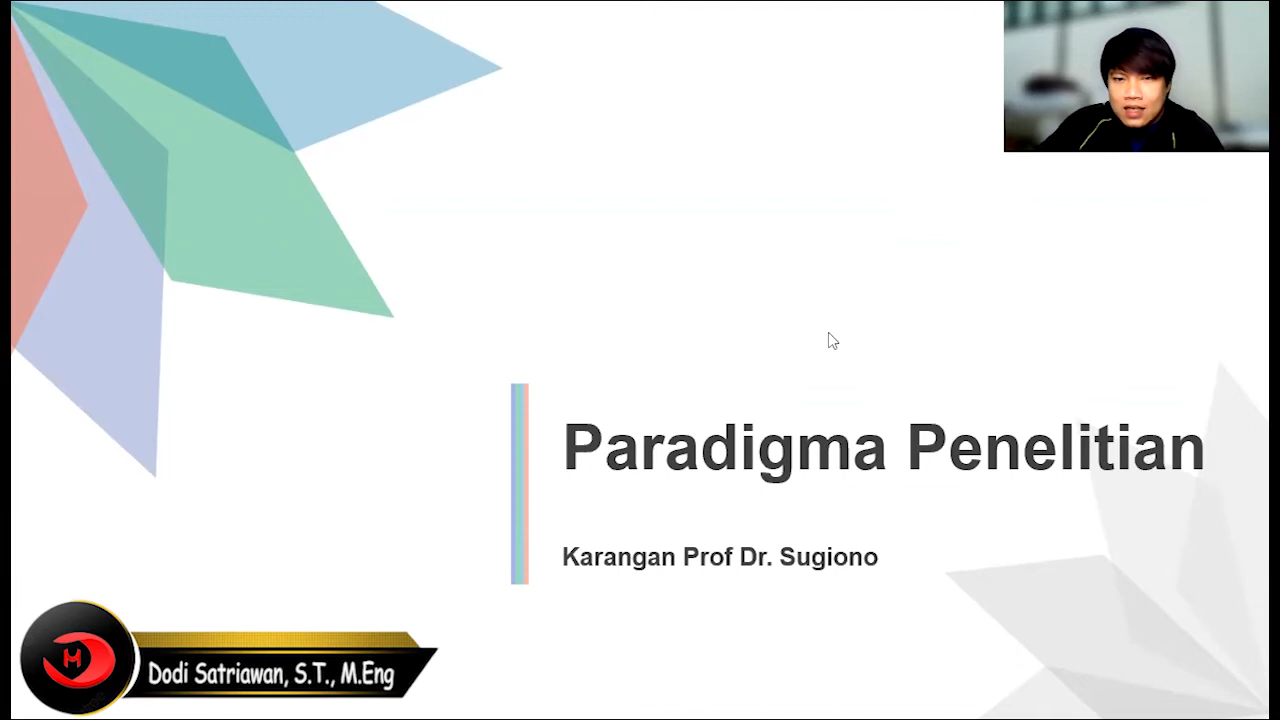 Paradigma Penelitian
Karangan Prof Dr. Sugiono
M
Dodi Satriawan, S.T., M.Eng